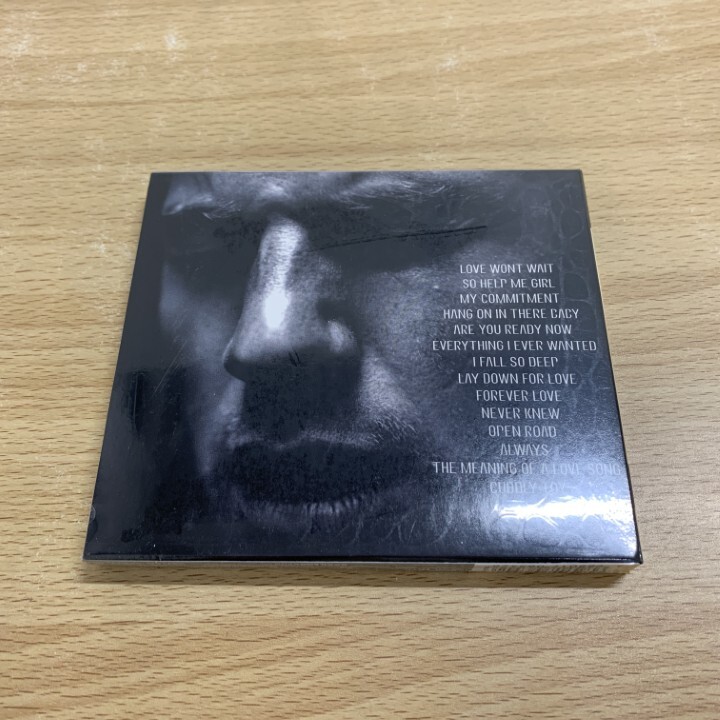 LOVE WONT WAIT
SO HELP ME GIRL
MY COMMITMENT
HANG ON IN THERE CACY
ARE YOU READY NOW
EVERYTHING I EVER WANTED
I FALL SO DEEP
LAY DOWN FOR LOVE
FOREVER LOVE
NEVER KNEW
OPEN ROAD
ALWAYS
THE MEANING OF A LOVE SONG